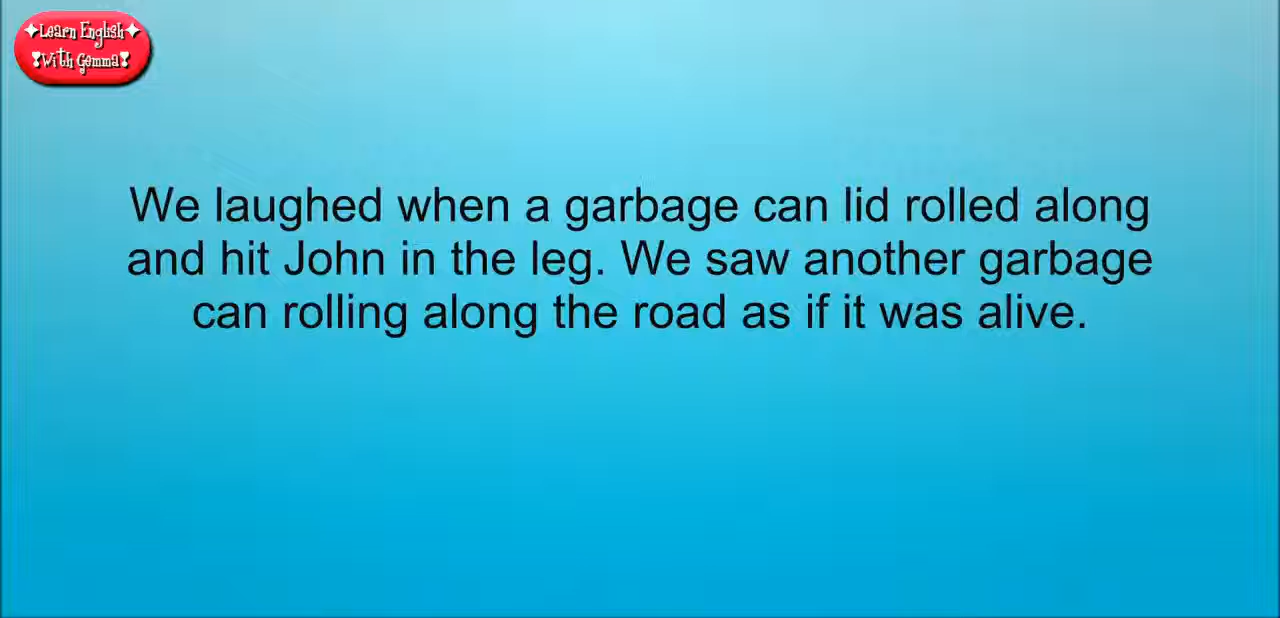 Learn English
With Gemma
We laughed when a garbage can lid rolled along
and hit John in the leg. We saw another garbage
can rolling along the road as if it was alive.